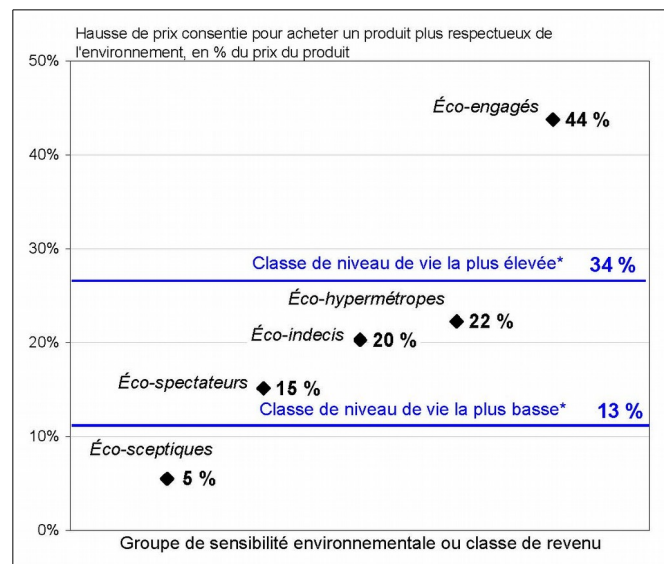 Hausse de prix consentie pour acheter un produit plus respectueux de
l'environnement, en % du prix du produit
50%
Éco-engagés
44 %
40%
30%
Classe de niveau de vie la plus élevée* 34 %
Éco-hypermétropes
22 %
Éco-indecis
20 %
20%
Éco-spectateurs
15 %
Classe de niveau de vie la plus basse* 13 %
10%
Éco-sceptiques
5 %
0%
Groupe de sensibilité environnementale ou classe de revenu